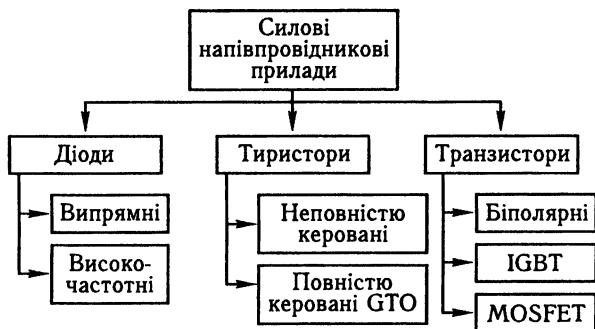 Силові
напівпровідникові
прилади
Діоди
Тиристори
Транзистори
Випрямні
Високо-
частотні
Неповністю
керовані
Повністю
керовані GTO
Біполярні
IGBT
MOSFET